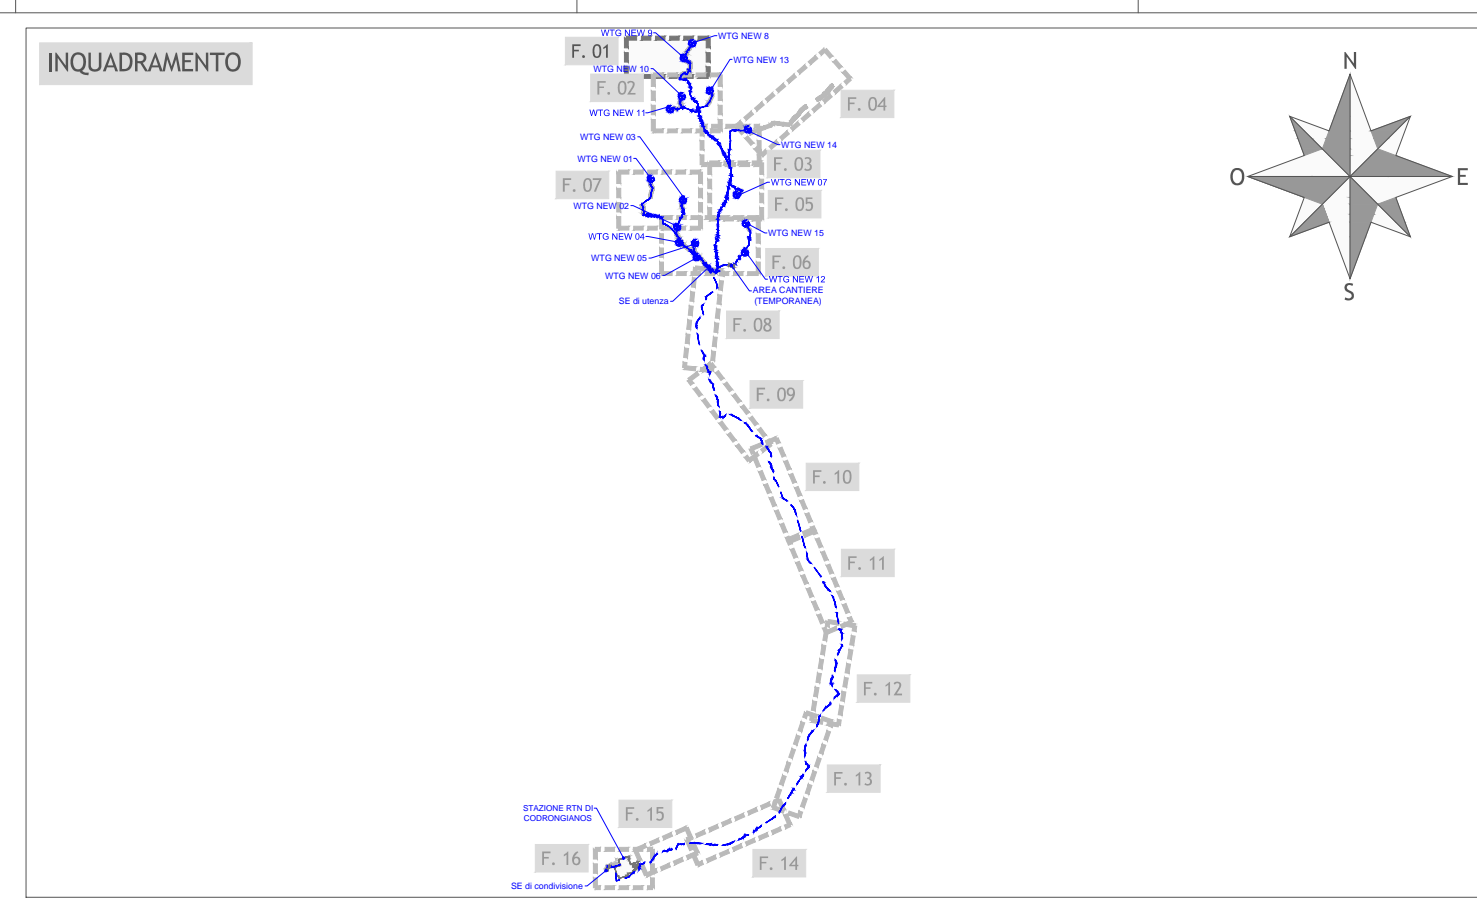 INQUADRAMENTO
WTG NEW 9
WTG NEW 8
F. 01
WTG NEW 10
WTG NEW 13
F. 02
WTG NEW 11
F. 04
WTG NEW 03
WTG NEW 14
WTG NEW 01
F. 03
F. 07
WTG NEW 07
WTG NEW 02
F. 05
WTG NEW 04
WTG NEW 15
WTG NEW 05
F. 06
WTG NEW 06
WTG NEW 12
AREA CANTIERE
(TEMPORANEA)
SE di utenza
F. 08
F. 09
F. 10
F. 11
F. 12
F. 13
STAZIONE RTN DI
CODRONGIANOS
F. 15
F. 16
F. 14
SE di condivisione
N
O
E
S